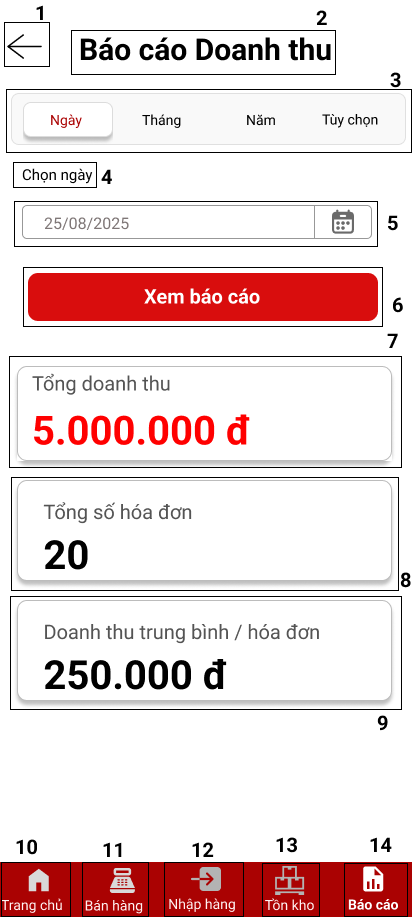 1
2
Báo cáo Doanh thu
3
Ngày Tháng Năm Tùy chọn
Chọn ngày 4
25/08/2025 5
Xem báo cáo
6
7
Tổng doanh thu
5.000.000 đ
Tổng số hóa đơn
20
8
Doanh thu trung bình / hóa đơn
250.000 đ
9
10 11 12 13 14
Trang chủ Bán hàng Nhập hàng Tồn kho Báo cáo